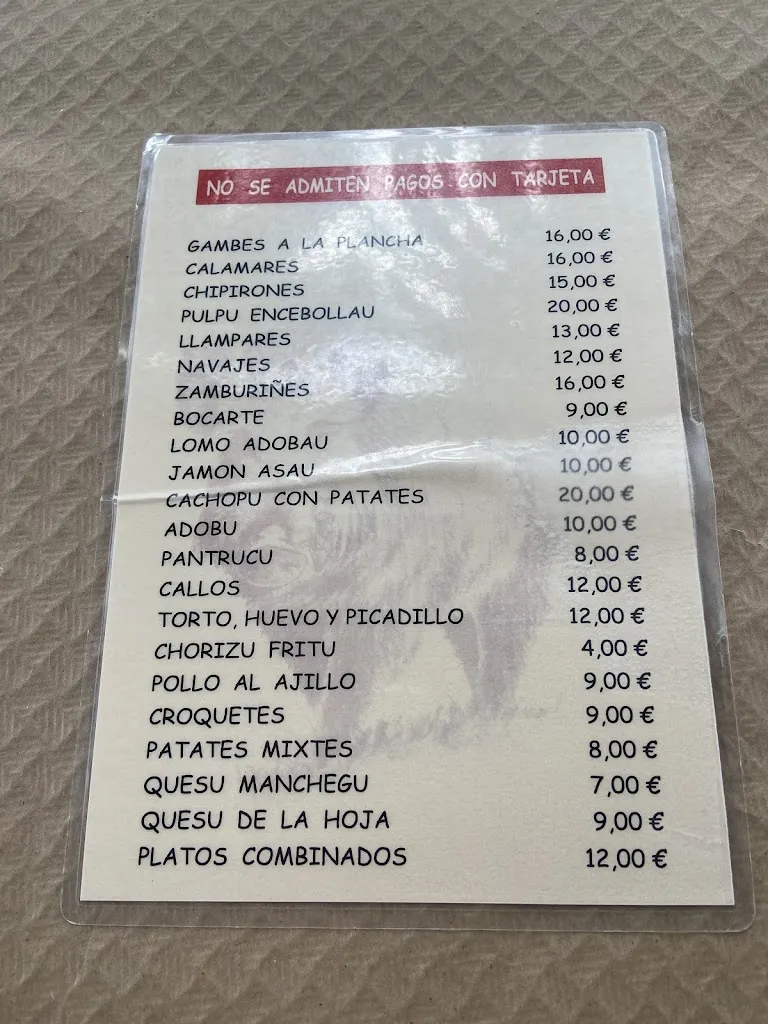 NO SE ADMITEN PAGOS CON TARJETA
GAMBES A LA PLANCHA 16,00 €
CALAMARES 16,00 €
CHIPIRONES 15,00 €
PULPU ENCEBOLLAU 20,00 €
LLAMPARES 13,00 €
NAVAJES 12,00 €
ZAMBURIÑES 16,00 €
BOCARTE 9,00 €
LOMO ADOBAU 10,00 €
JAMON ASAU 10,00 €
CACHOPU CON PATATES 20,00 €
ADOBU 10,00 €
PANTRUCU 8,00 €
CALLOS 12,00 €
TORTO, HUEVO Y PICADILLO 12,00 €
CHORIZU FRITU 4,00 €
POLLO AL AJILLO 9,00 €
CROQUETES 9,00 €
PATATES MIXTES 8,00 €
QUESU MANCHEGU 7,00 €
QUESU DE LA HOJA 9,00 €
PLATOS COMBINADOS 12,00 €